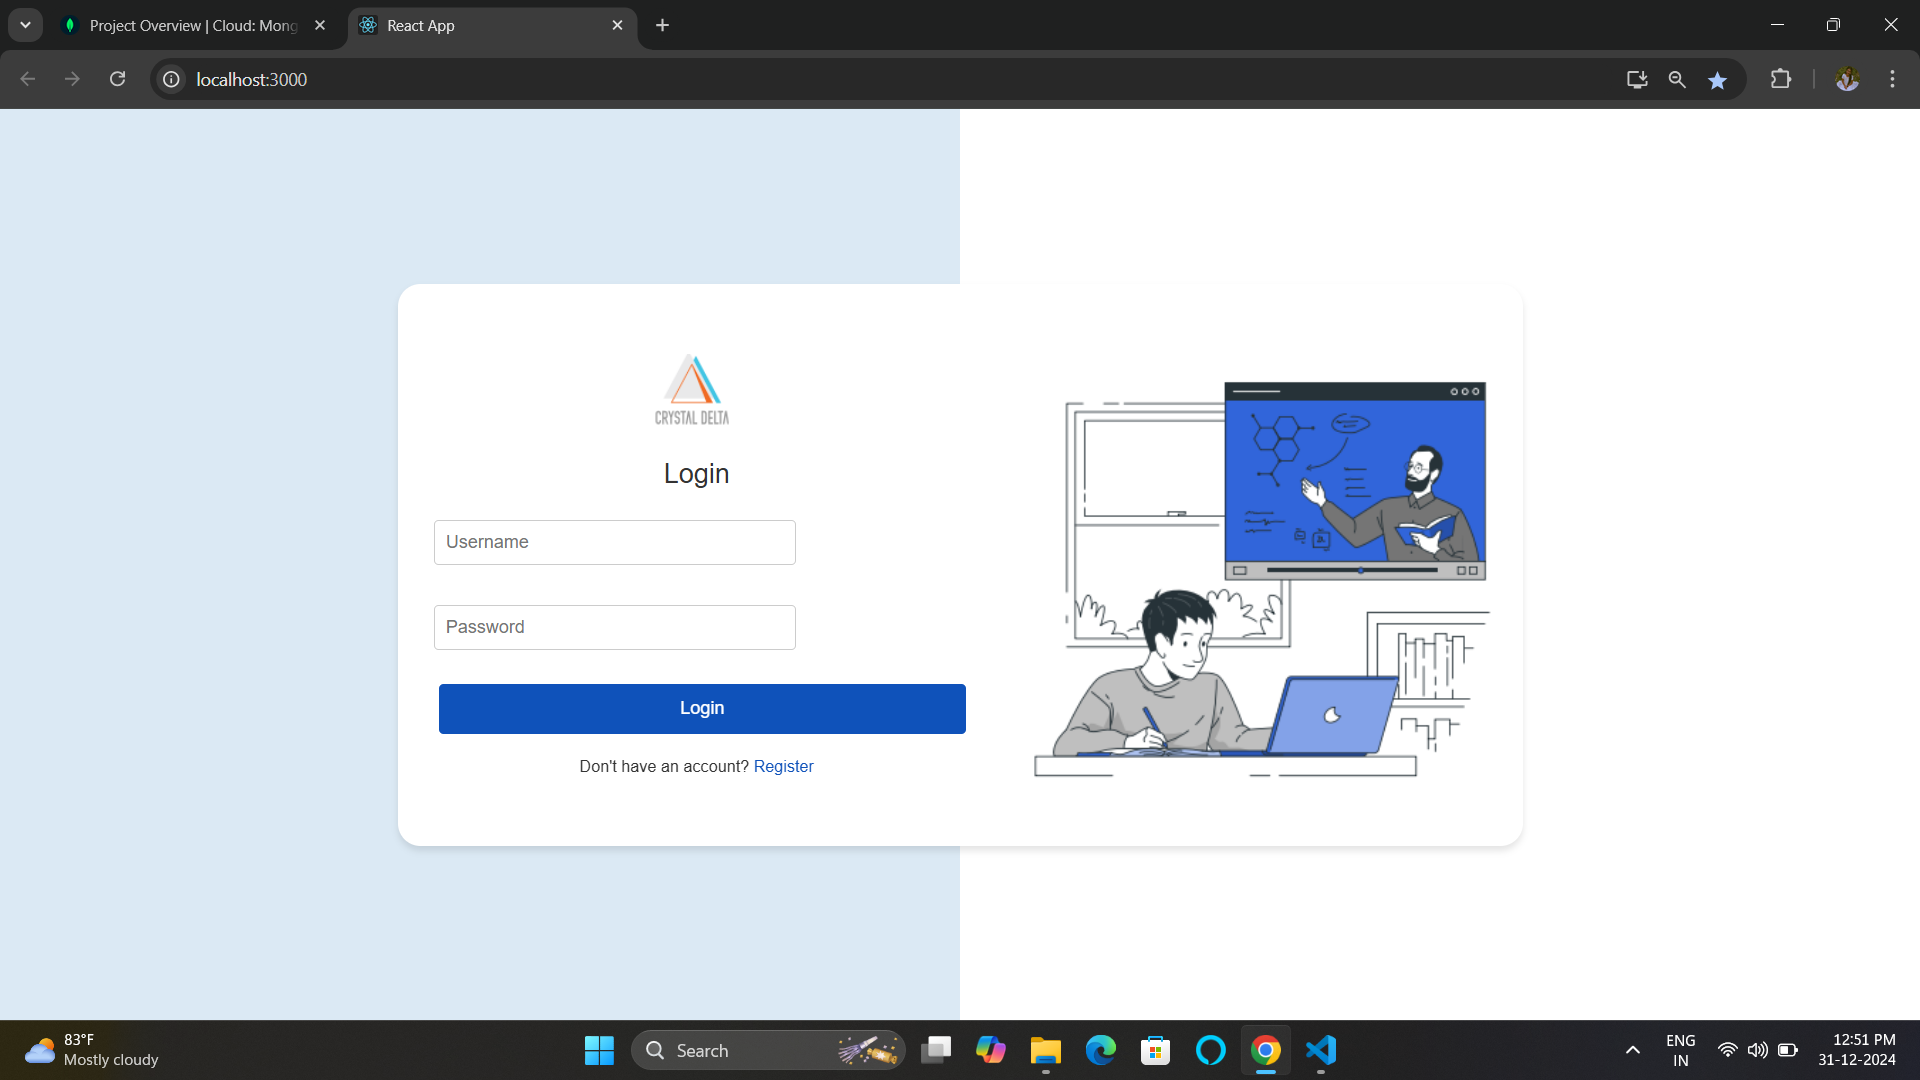 Project Overview | Cloud: Mong
React App
localhost:3000
CRYSTAL DELTA
Login
Username
Password
Login
Don't have an account? Register
83°F
Mostly cloudy
Search
ENG
IN
12:51 PM
31-12-2024